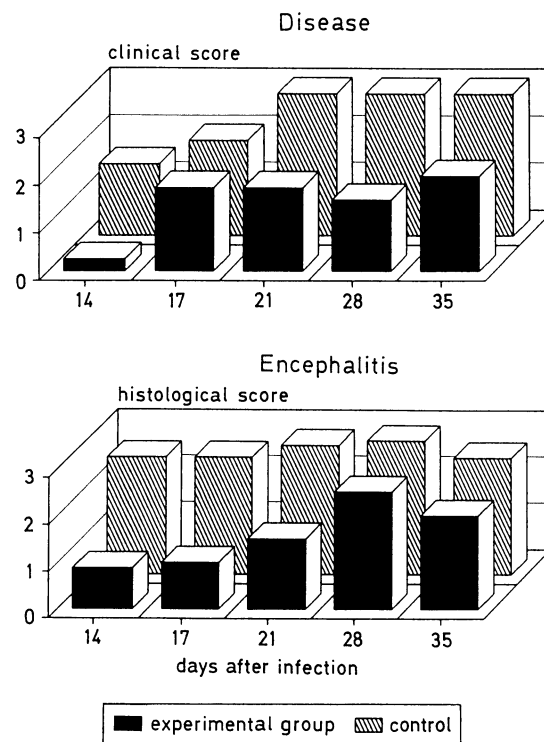 Disease
clinical score
3
2
1
0
14 17 21 28 35
Encephalitis
histological score
3
2
1
0
14 17 21 28 35
days after infection
experimental group control